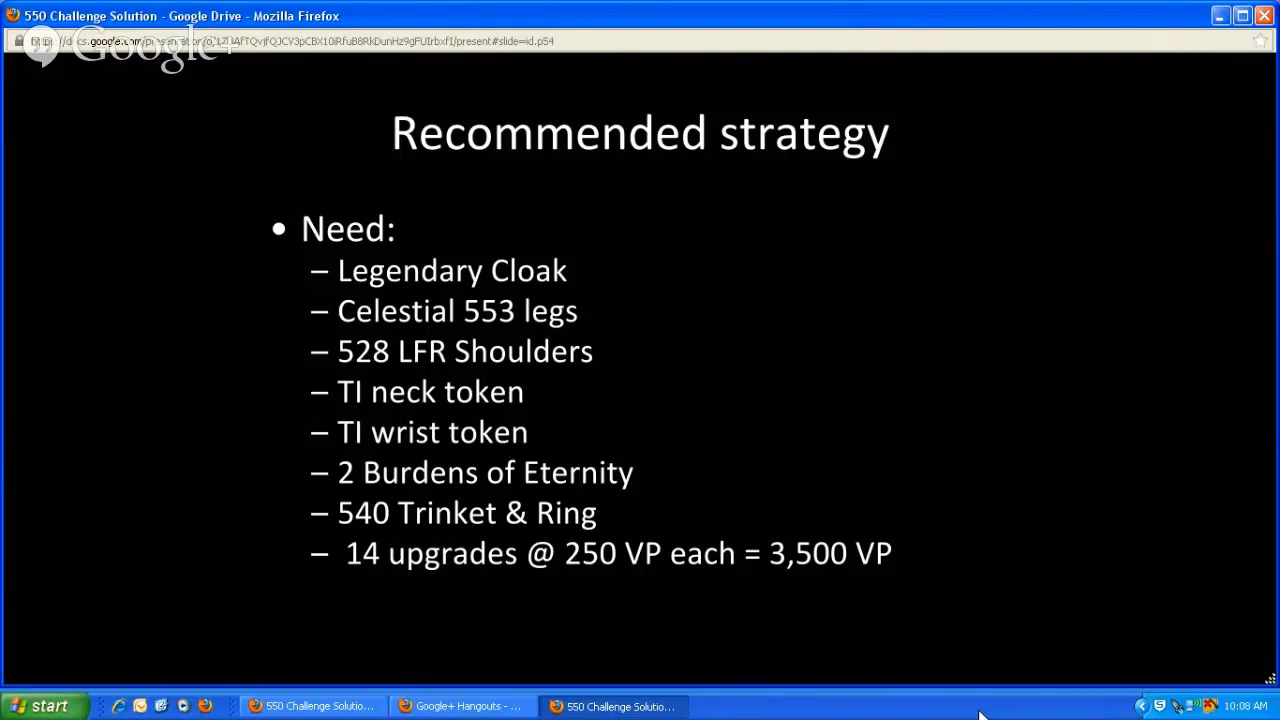 550 Challenge Solution - Google Drive - Mozilla Firefox
Google+
Recommended strategy
• Need:
– Legendary Cloak
– Celestial 553 legs
– 528 LFR Shoulders
– TI neck token
– TI wrist token
– 2 Burdens of Eternity
– 540 Trinket & Ring
– 14 upgrades @ 250 VP each = 3,500 VP
start
550 Challenge Solutio...
Google+ Hangouts - ...
550 Challenge Solutio...
10:08 AM